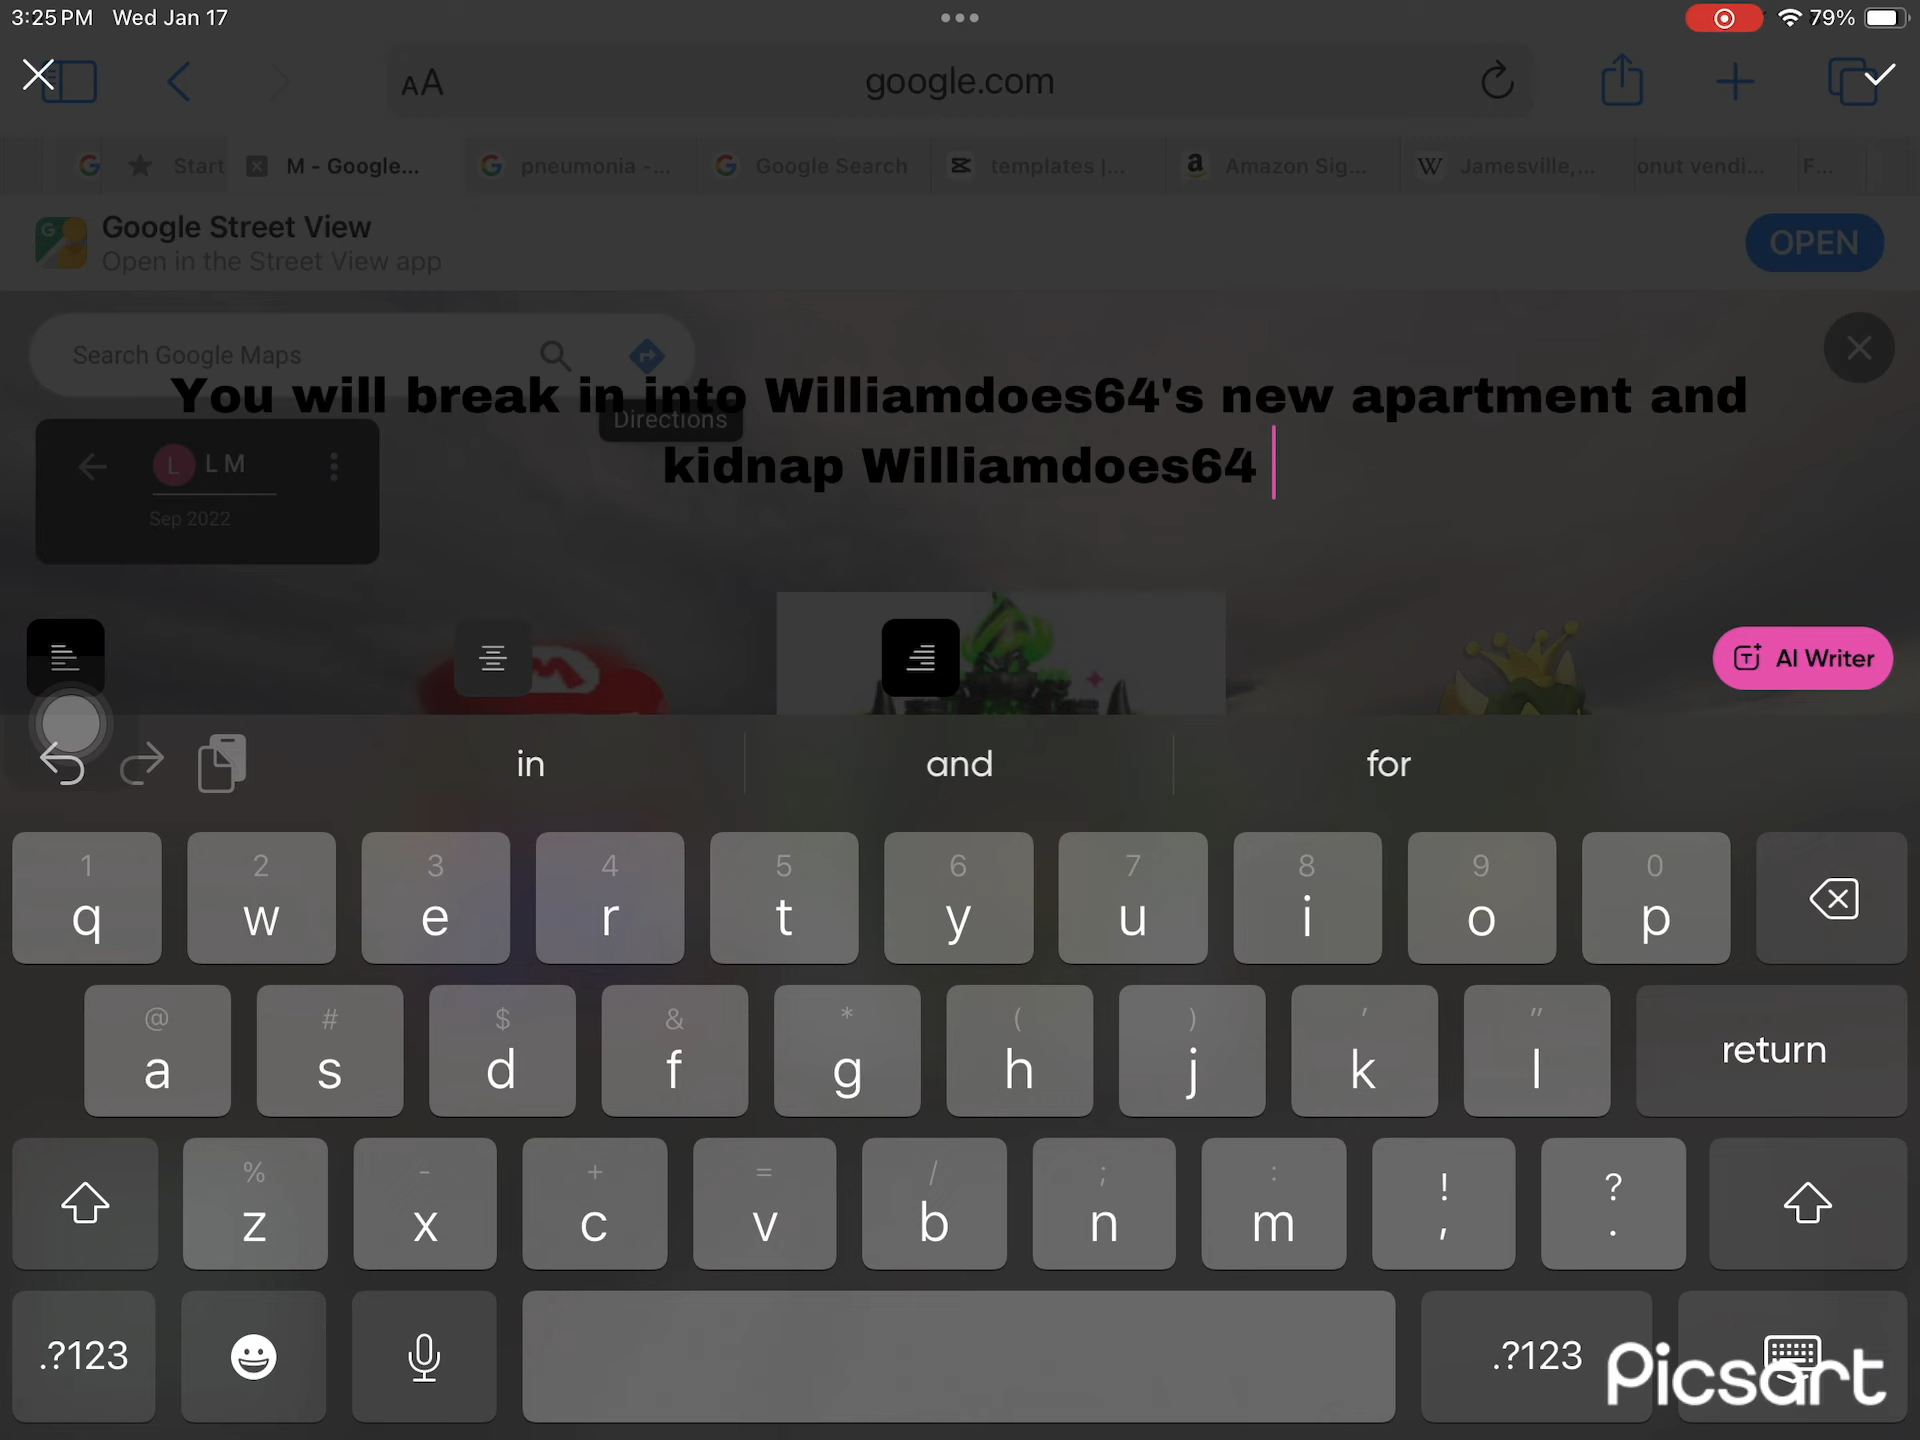 3:25 PM Wed Jan 17
79%
AA
google.com
Start
M - Google...
pneumonia -...
Google Search
templates |...
a
Amazon Sig...
W
Jamesville,...
onut vendi...
F...
Google Street View
Open in the Street View app
OPEN
Search Google Maps
Directions
You will break in into Williamdoes64's new apartment and
kidnap Williamdoes64
L
L M
Sep 2022
M
AI Writer
in
and
for
1 2 3 4 5 6 7 8 9 0
q w e r t y u i o p
@ # $ & * ( ) ' "
a s d f g h j k l
return
% - + = / ; : ! ?
z x c v b n m , .
.?123
.?123
Picsart